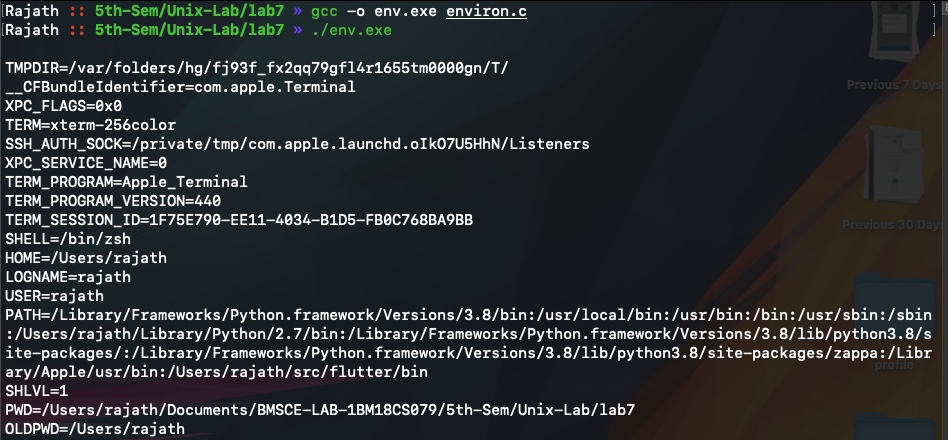 [Rajath :: 5th-Sem/Unix-Lab/lab7 » gcc -o env.exe environ.c ]
[Rajath :: 5th-Sem/Unix-Lab/lab7 » ./env.exe ]
TMPDIR=/var/folders/hg/fj93f_fx2qq79gfl4r1655tm0000gn/T/
__CFBundleIdentifier=com.apple.Terminal
XPC_FLAGS=0x0
TERM=xterm-256color
SSH_AUTH_SOCK=/private/tmp/com.apple.launchd.oIkO7U5HhN/Listeners
XPC_SERVICE_NAME=0
TERM_PROGRAM=Apple_Terminal
TERM_PROGRAM_VERSION=440
TERM_SESSION_ID=1F75E790-EE11-4034-B1D5-FB0C768BA9BB
SHELL=/bin/zsh
HOME=/Users/rajath
LOGNAME=rajath
USER=rajath
PATH=/Library/Frameworks/Python.framework/Versions/3.8/bin:/usr/local/bin:/usr/bin:/bin:/usr/sbin:/sbin
:/Users/rajath/Library/Python/2.7/bin:/Library/Frameworks/Python.framework/Versions/3.8/lib/python3.8/s
ite-packages/:/Library/Frameworks/Python.framework/Versions/3.8/lib/python3.8/site-packages/zappa:/Libr
ary/Apple/usr/bin:/Users/rajath/src/flutter/bin
SHLVL=1
PWD=/Users/rajath/Documents/BMSCE-LAB-1BM18CS079/5th-Sem/Unix-Lab/lab7
OLDPWD=/Users/rajath
Previous 7 Days
Previous 30 Days
profile